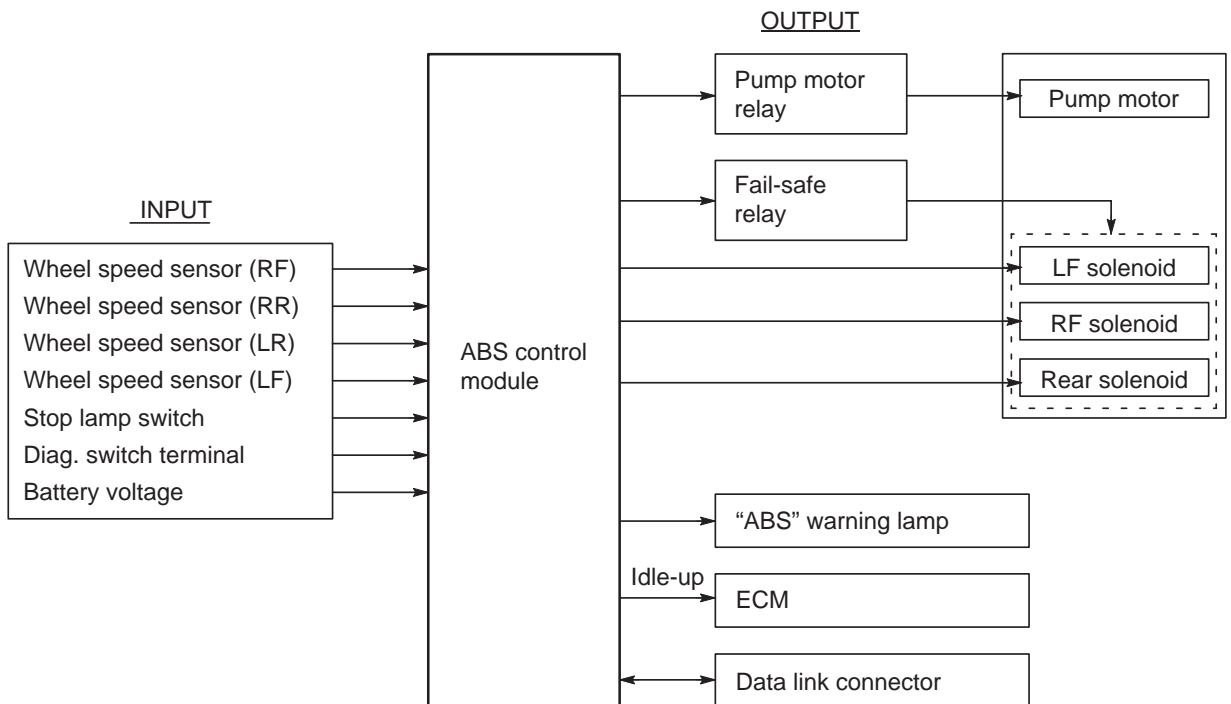 OUTPUT
Pump motor
relay
Pump motor
Fail-safe
relay
INPUT
Wheel speed sensor (RF)
Wheel speed sensor (RR)
Wheel speed sensor (LR)
Wheel speed sensor (LF)
Stop lamp switch
Diag. switch terminal
Battery voltage
ABS control
module
LF solenoid
RF solenoid
Rear solenoid
“ABS” warning lamp
Idle-up
ECM
Data link connector